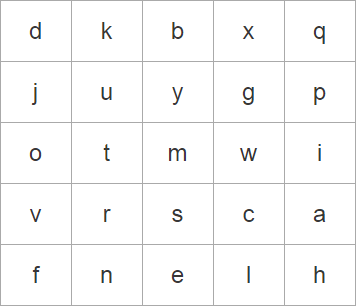 d k b x q
j u y g p
o t m w i
v r s c a
f n e l h